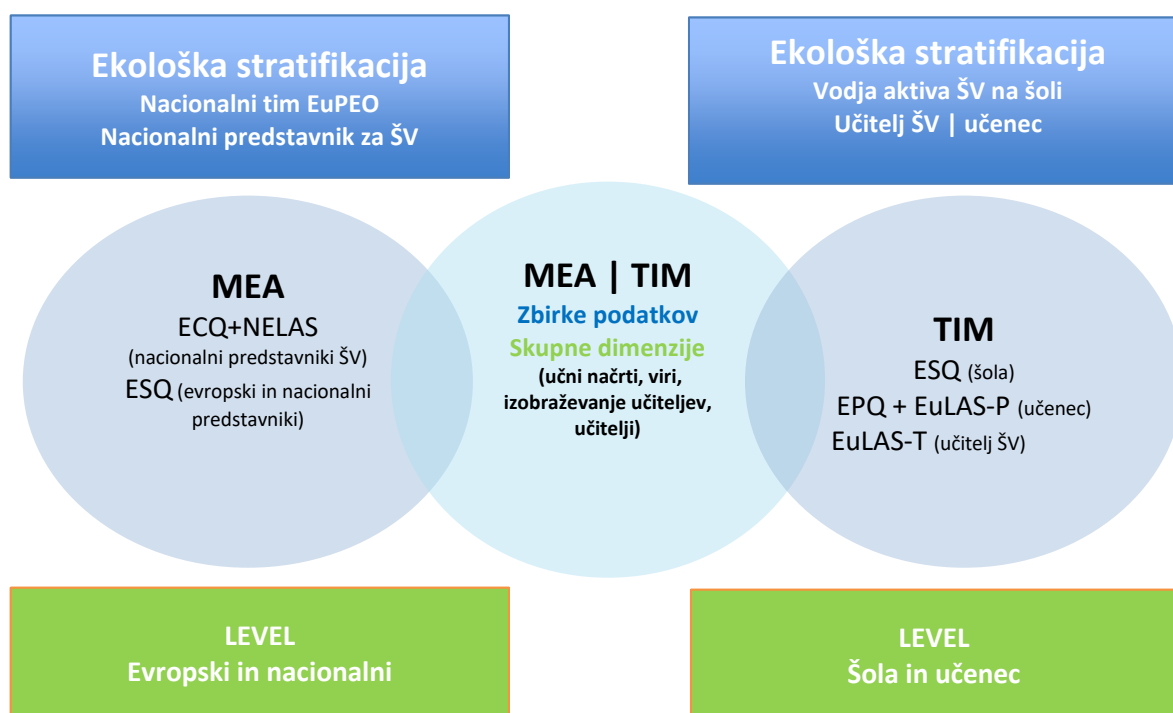 Ekološka stratifikacija
Nacionalni tim EuPEO
Nacionalni predstavnik za ŠV
Ekološka stratifikacija
Vodja aktiva ŠV na šoli
Učitelj ŠV | učenec
MEA
ECQ+NELAS
(nacionalni predstavniki ŠV)
ESQ (evropski in nacionalni
predstavniki)
MEA | TIM
Zbirke podatkov
Skupne dimenzije
(učni načrti, viri,
izobraževanje učiteljev,
učitelji)
TIM
ESQ (šola)
EPQ + EuLAS-P (učenec)
EuLAS-T (učitelj ŠV)
LEVEL
Evropski in nacionalni
LEVEL
Šola in učenec